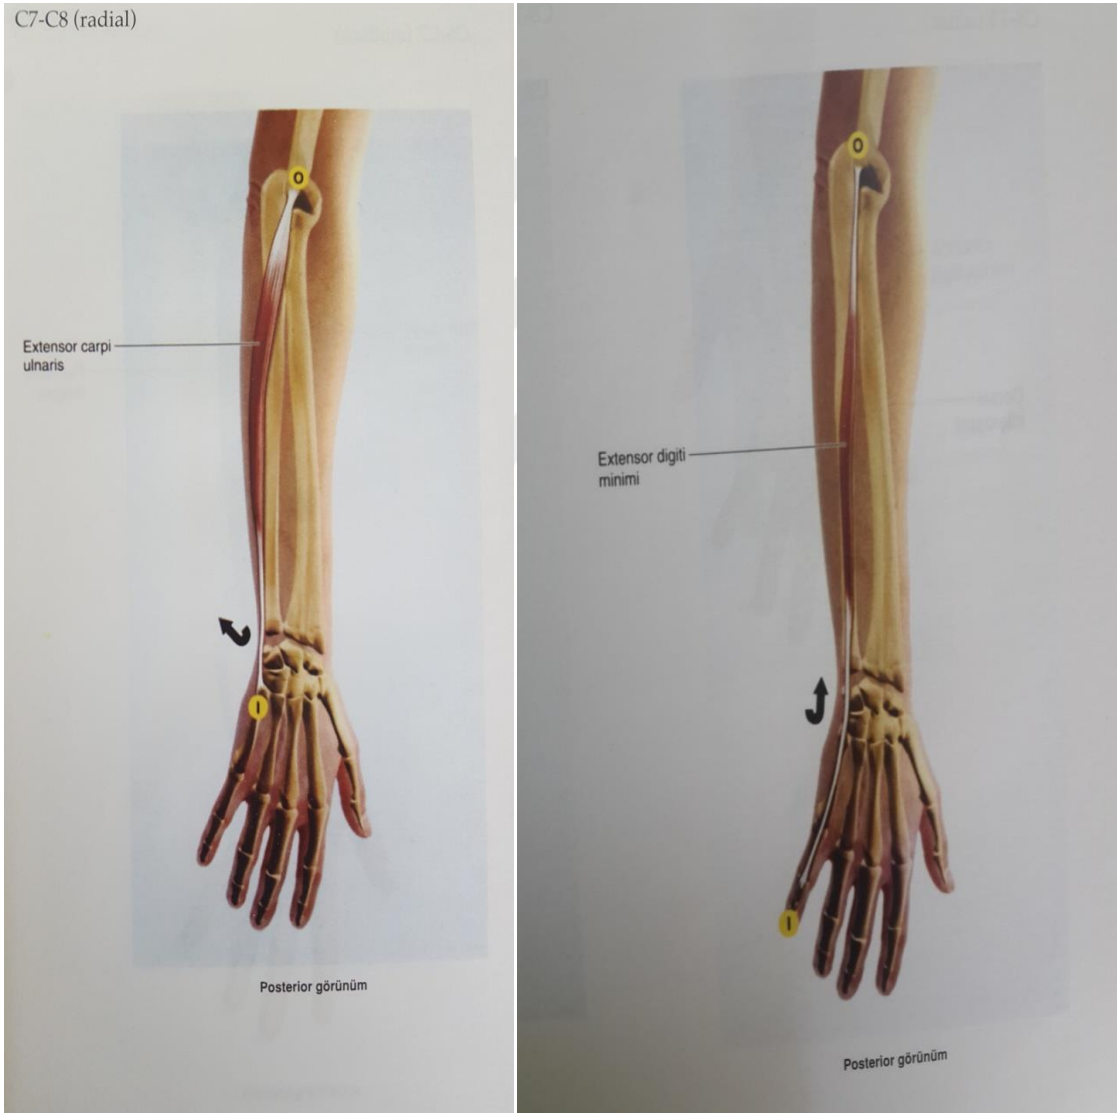 C7-C8 (radial)
O
Extensor carpi
ulnaris
I
Posterior görünüm
O
Extensor digiti
minimi
I
Posterior görünüm